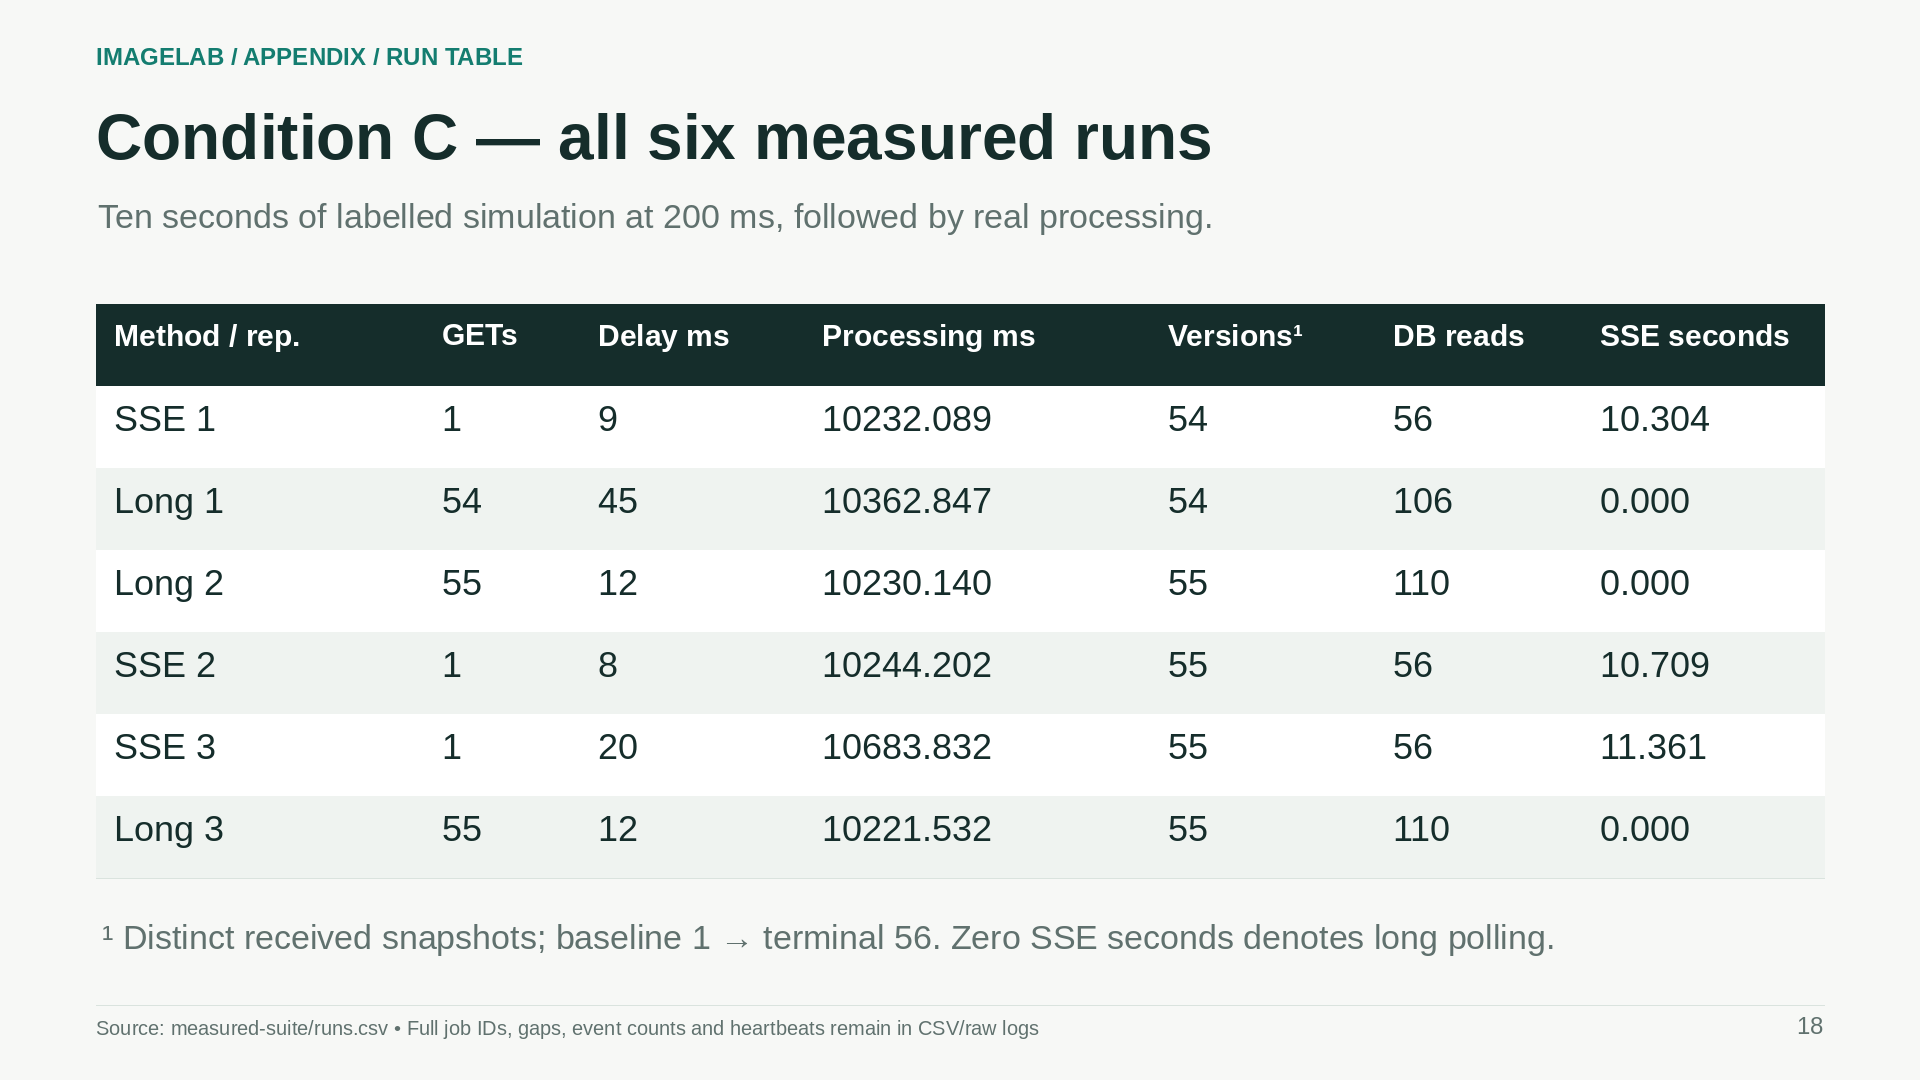 IMAGELAB / APPENDIX / RUN TABLE
Condition C — all six measured runs
Ten seconds of labelled simulation at 200 ms, followed by real processing.
Method / rep. GETs Delay ms Processing ms Versions¹ DB reads SSE seconds
SSE 1 1 9 10232.089 54 56 10.304
Long 1 54 45 10362.847 54 106 0.000
Long 2 55 12 10230.140 55 110 0.000
SSE 2 1 8 10244.202 55 56 10.709
SSE 3 1 20 10683.832 55 56 11.361
Long 3 55 12 10221.532 55 110 0.000
¹ Distinct received snapshots; baseline 1 → terminal 56. Zero SSE seconds denotes long polling.
Source: measured-suite/runs.csv • Full job IDs, gaps, event counts and heartbeats remain in CSV/raw logs
18